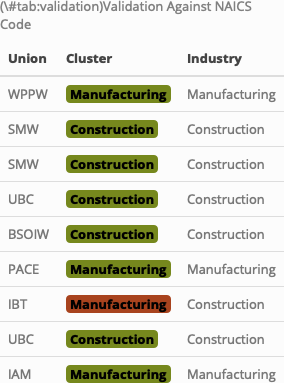 (\#tab:validation)Validation Against NAICS
Code
Union Cluster Industry
WPPW Manufacturing Manufacturing
SMW Construction Construction
SMW Construction Construction
UBC Construction Construction
BSOIW Construction Construction
PACE Manufacturing Manufacturing
IBT Manufacturing Construction
UBC Construction Construction
IAM Manufacturing Manufacturing